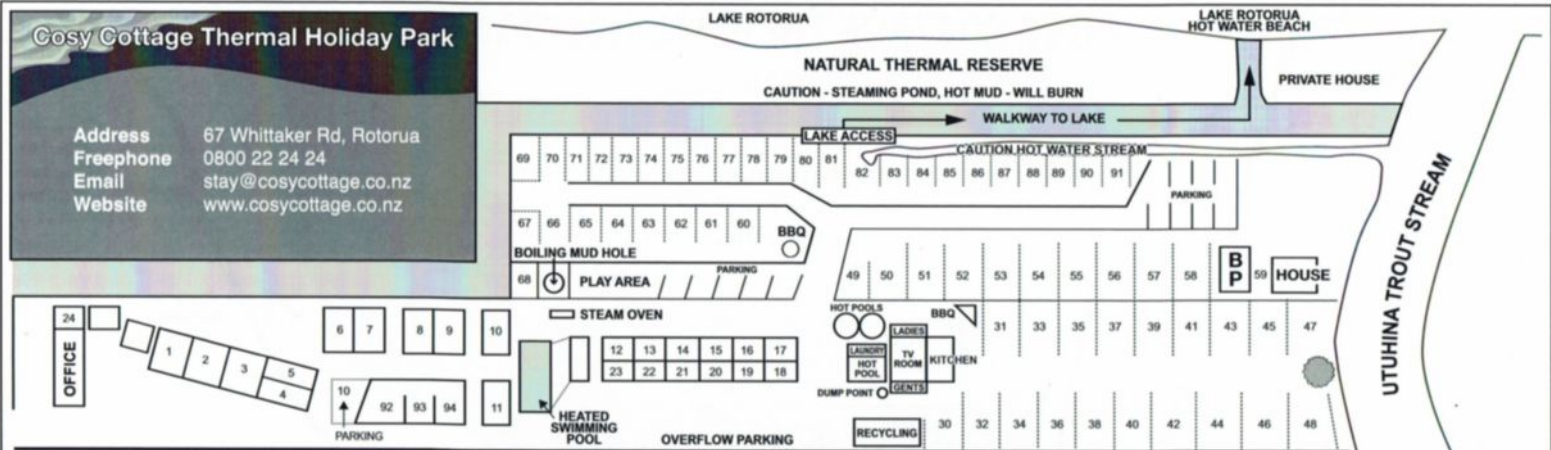 Cosy Cottage Thermal Holiday Park
Address 67 Whittaker Rd, Rotorua
Freephone 0800 22 24 24
Email stay@cosycottage.co.nz
Website www.cosycottage.co.nz
LAKE ROTORUA
LAKE ROTORUA
HOT WATER BEACH
NATURAL THERMAL RESERVE
PRIVATE HOUSE
CAUTION - STEAMING POND, HOT MUD - WILL BURN
WALKWAY TO LAKE
LAKE ACCESS
CAUTION HOT WATER STREAM
69 70 71 72 73 74 75 76 77 78 79 80 81
82 83 84 85 86 87 88 89 90 91
PARKING
67 66 65 64 63 62 61 60
BBQ
BOILING MUD HOLE
68
PLAY AREA
PARKING
49 50 51 52 53 54 55 56 57 58
B
P
59
HOUSE
UTUHINA TROUT STREAM
24
OFFICE
1 2 3 5
4
6 7 8 9 10
STEAM OVEN
12 13 14 15 16 17
23 22 21 20 19 18
HOT POOLS
BBQ
LADIES
31 33 35 37 39 41 43 45 47
LAUNDRY
HOT
POOL
TV
ROOM
KITCHEN
GENTS
DUMP POINT
10
PARKING
92 93 94
11
HEATED
SWIMMING
POOL
OVERFLOW PARKING
RECYCLING
30 32 34 36 38 40 42 44 46 48